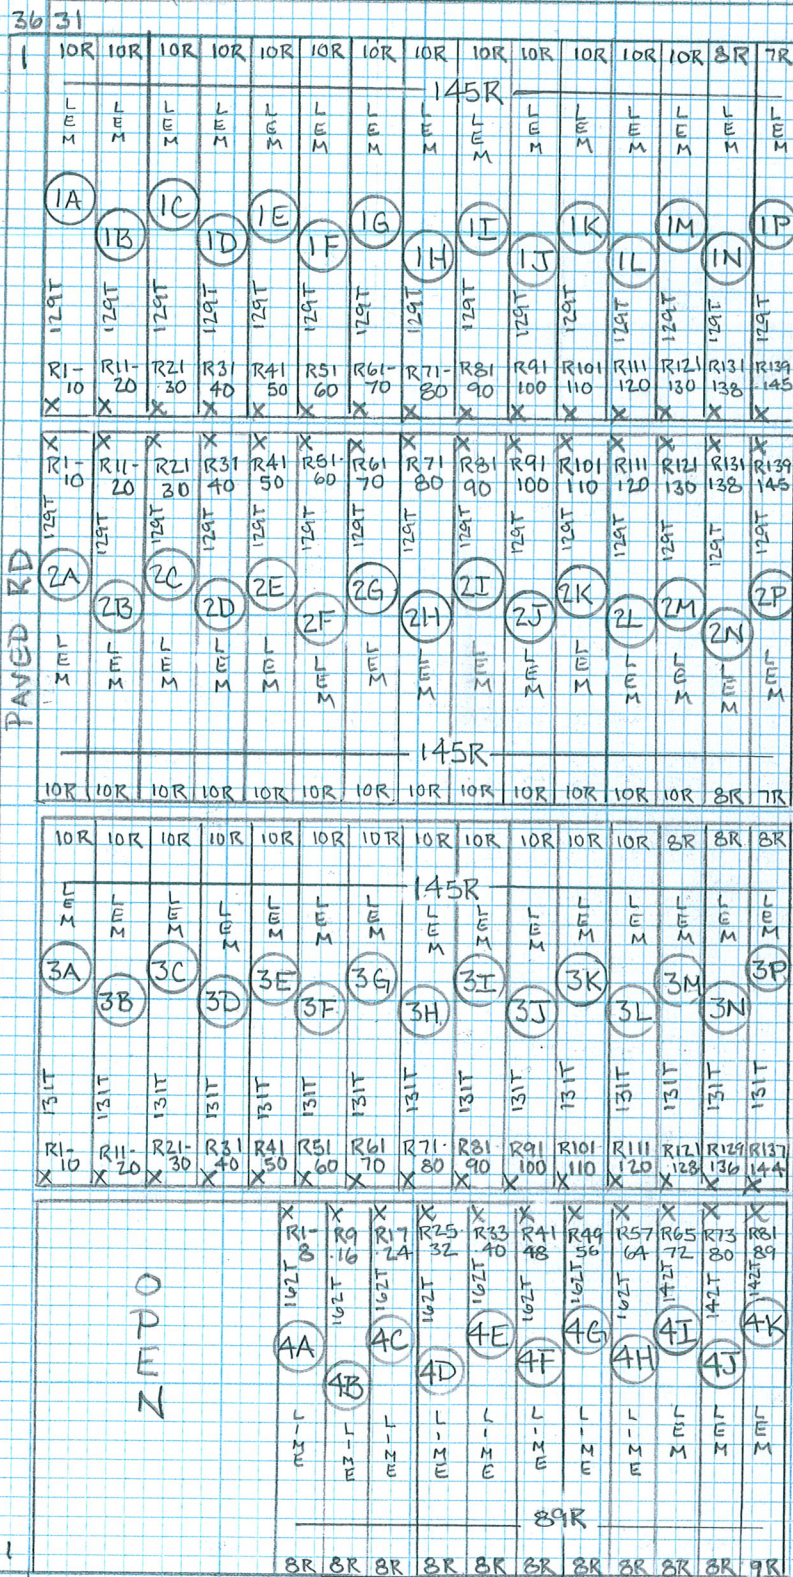 36 31
1 10R 10R 10R 10R 10R 10R 10R 10R 10R 10R 10R 10R 10R 8R 7R
145R
LEM LEM LEM LEM LEM LEM LEM LEM LEM LEM LEM LEM LEM LEM LEM
1A 1B 1C 1D 1E 1F 1G 1H 1I 1J 1K 1L 1M 1N 1P
129T 129T 129T 129T 129T 129T 129T 129T 129T 129T 129T 129T 129T 129T 129T
R1- R11- R21 R31 R41 R51 R61- R71- R81 R91 R101 R111 R121 R131 R139
10 20 30 40 50 60 70 80 90 100 110 120 130 138 145
X X X X X X X X X X X X X X X
X X X X X X X X X X X X X X X
R1- R11- R21 R31 R41 R51- R61 R71 R81 R91 R101 R111 R121 R131 R139
10 20 30 40 50 60 70 80 90 100 110 120 130 138 145
129T 129T 129T 129T 129T 129T 129T 129T 129T 129T 129T 129T 129T 129T 129T
PAVED RD
2A 2B 2C 2D 2E 2F 2G 2H 2I 2J 2K 2L 2M 2N 2P
LEM LEM LEM LEM LEM LEM LEM LEM LEM LEM LEM LEM LEM LEM LEM
145R
10R 10R 10R 10R 10R 10R 10R 10R 10R 10R 10R 10R 10R 8R 7R
10R 10R 10R 10R 10R 10R 10R 10R 10R 10R 10R 10R 8R 8R 8R
145R
LEM LEM LEM LEM LEM LEM LEM LEM LEM LEM LEM LEM LEM LEM LEM
3A 3B 3C 3D 3E 3F 3G 3H 3I 3J 3K 3L 3M 3N 3P
131T 131T 131T 131T 131T 131T 131T 131T 131T 131T 131T 131T 131T 131T 131T
R1- R11- R21- R31 R41 R51 R61 R71- R81- R91 R101- R111 R121 R129 R137
10 20 30 40 50 60 70 80 90 100 110 120 128 136 144
X X X X X X X X X X X X X X X
X X X X X X X X X X X
R1- R9 R17 R25- R33 R41 R49 R57 R65 R73 R81
8 16 24 32 40 48 56 64 72 80 89
162T 162T 162T 162T 162T 162T 162T 162T 142T 142T 142T
OPEN
4A 4B 4C 4D 4E 4F 4G 4H 4I 4J 4K
LIME LIME LIME LIME LIME LIME LIME LIME LEM LEM LEM
89R
1 8R 8R 8R 8R 8R 8R 8R 8R 8R 8R 9R